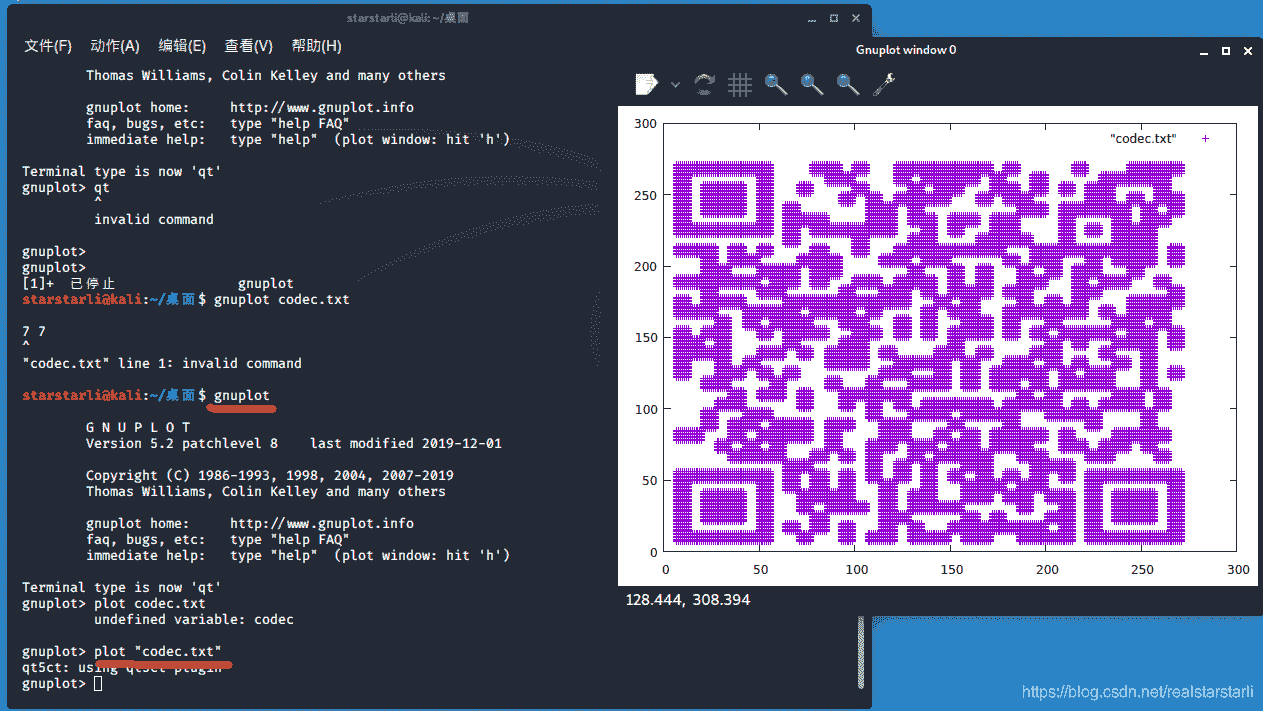 starstarli@kali: ~/桌面
文件(F) 动作(A) 编辑(E) 查看(V) 帮助(H)
Thomas Williams, Colin Kelley and many others
gnuplot home:     http://www.gnuplot.info
faq, bugs, etc:   type "help FAQ"
immediate help:   type "help"  (plot window: hit 'h')
Terminal type is now 'qt'
gnuplot> qt
^
invalid command
gnuplot>
gnuplot>
[1]+  已停止               gnuplot
starstarli@kali:~/桌面$ gnuplot codec.txt
7 7
^
"codec.txt" line 1: invalid command
starstarli@kali:~/桌面$ gnuplot
G N U P L O T
Version 5.2 patchlevel 8    last modified 2019-12-01
Copyright (C) 1986-1993, 1998, 2004, 2007-2019
Thomas Williams, Colin Kelley and many others
gnuplot home:     http://www.gnuplot.info
faq, bugs, etc:   type "help FAQ"
immediate help:   type "help"  (plot window: hit 'h')
Terminal type is now 'qt'
gnuplot> plot codec.txt
undefined variable: codec
gnuplot> plot "codec.txt"
qt5ct: using qt5ct plugin
gnuplot>
Gnuplot window 0
"codec.txt"
300
250
200
150
100
50
0
0 50 100 150 200 250 300
128.444, 308.394
https://blog.csdn.net/realstarstarli